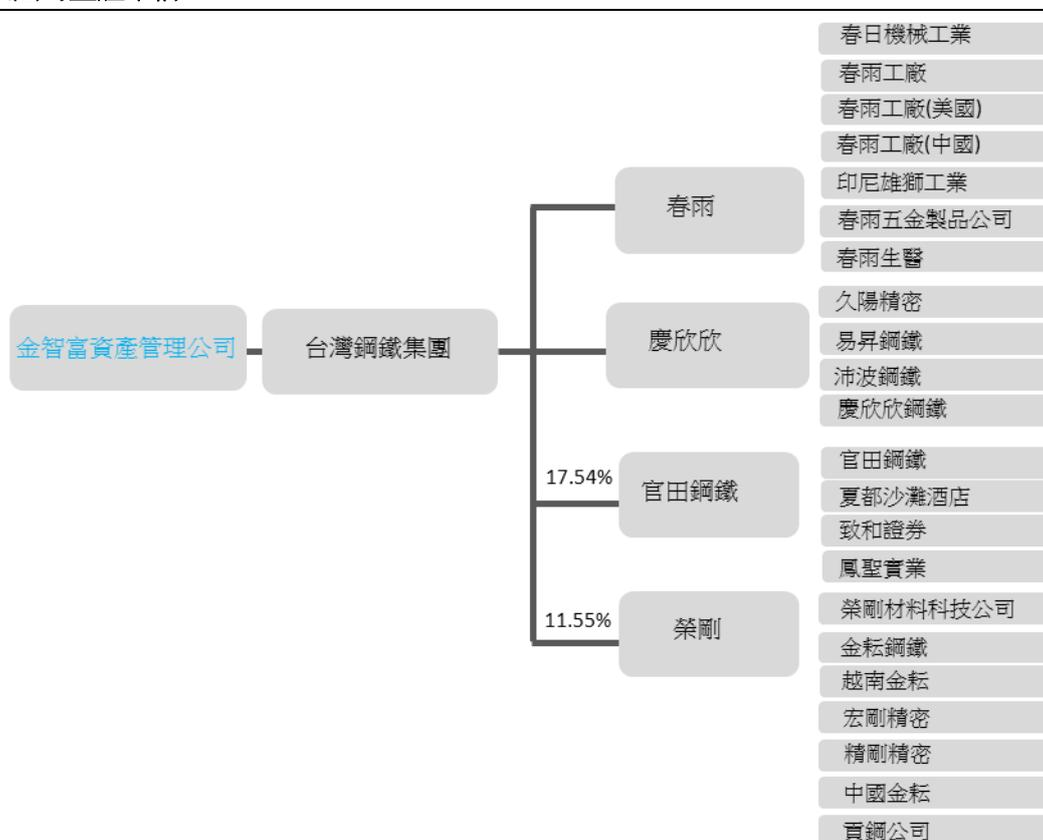 金智富資產管理公司
台灣鋼鐵集團
春雨
春日機械工業
春雨工廠
春雨工廠(美國)
春雨工廠(中國)
印尼雄獅工業
春雨五金製品公司
春雨生醫
慶欣欣
久陽精密
易昇鋼鐵
沛波鋼鐵
慶欣欣鋼鐵
17.54%
官田鋼鐵
官田鋼鐵
夏都沙灘酒店
致和證券
鳳聖實業
11.55%
榮剛
榮剛材料科技公司
金耘鋼鐵
越南金耘
宏剛精密
精剛精密
中國金耘